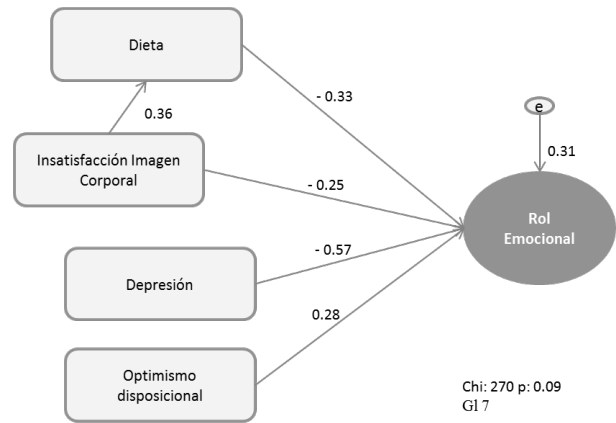 Dieta
- 0.33
e
0.36
0.31
Insatisfacción Imagen
Corporal
- 0.25
Rol
Emocional
- 0.57
Depresión
0.28
Optimismo
disposicional
Chi: 270 p: 0.09
Gl 7